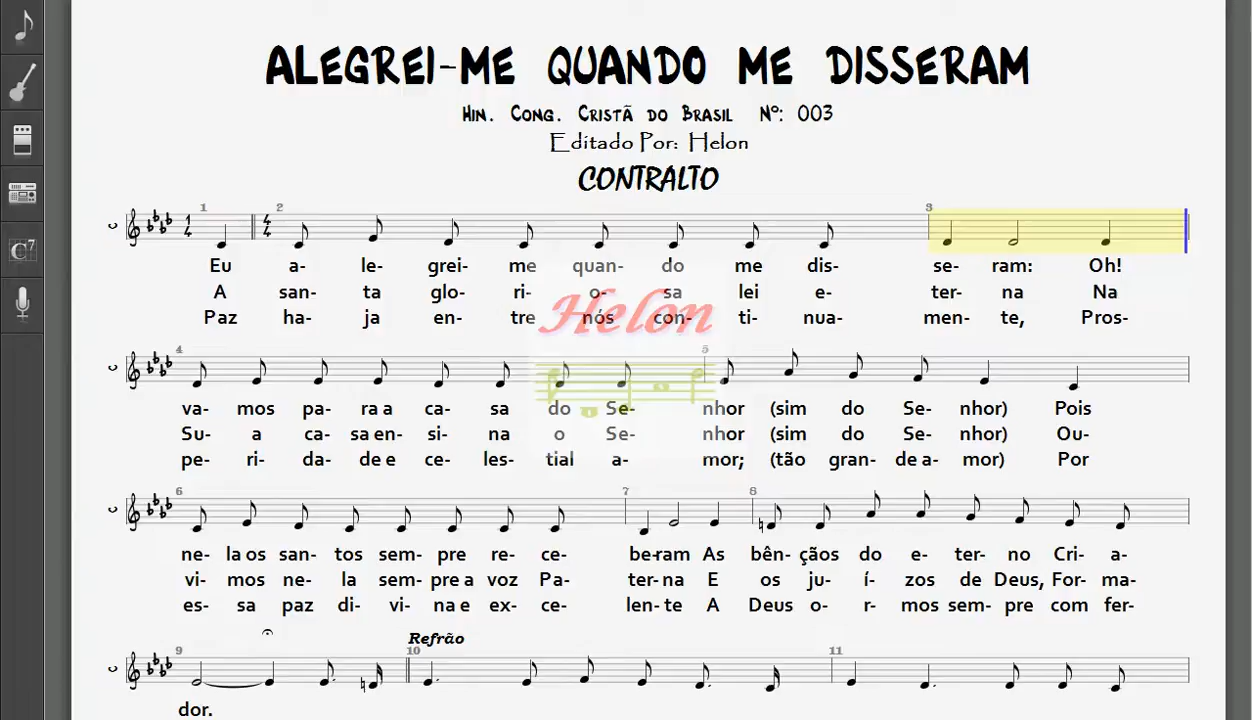 ALEGREI-ME QUANDO ME DISSERAM
Hin. Cong. Cristã do Brasil Nº: 003
Editado Por: Helon
CONTRALTO
1 2 3
Eu a- le- grei- me quan- do me dis- se- ram: Oh!
A san- ta glo- ri- o- sa lei e- ter- na Na
Paz ha- ja en- tre nós con- ti- nua- men- te, Pros-
Helon
4 5
va- mos pa- ra a ca- sa do Se- nhor (sim do Se- nhor) Pois
Su- a ca- sa en- si- na o Se- nhor (sim do Se- nhor) Ou-
pe- ri- da- de e ce- les- tial a- mor; (tão gran- de a- mor) Por
6 7 8
ne- la os san- tos sem- pre re- ce- be-ram As bên- çãos do e- ter- no Cri- a-
vi- mos ne- la sem- pre a voz Pa- ter-na E os ju- í- zos de Deus, For- ma-
es- sa paz di- vi- na e ex- ce- len- te A Deus o- r- mos sem- pre com fer-
Refrão
9 10 11
dor.
C7